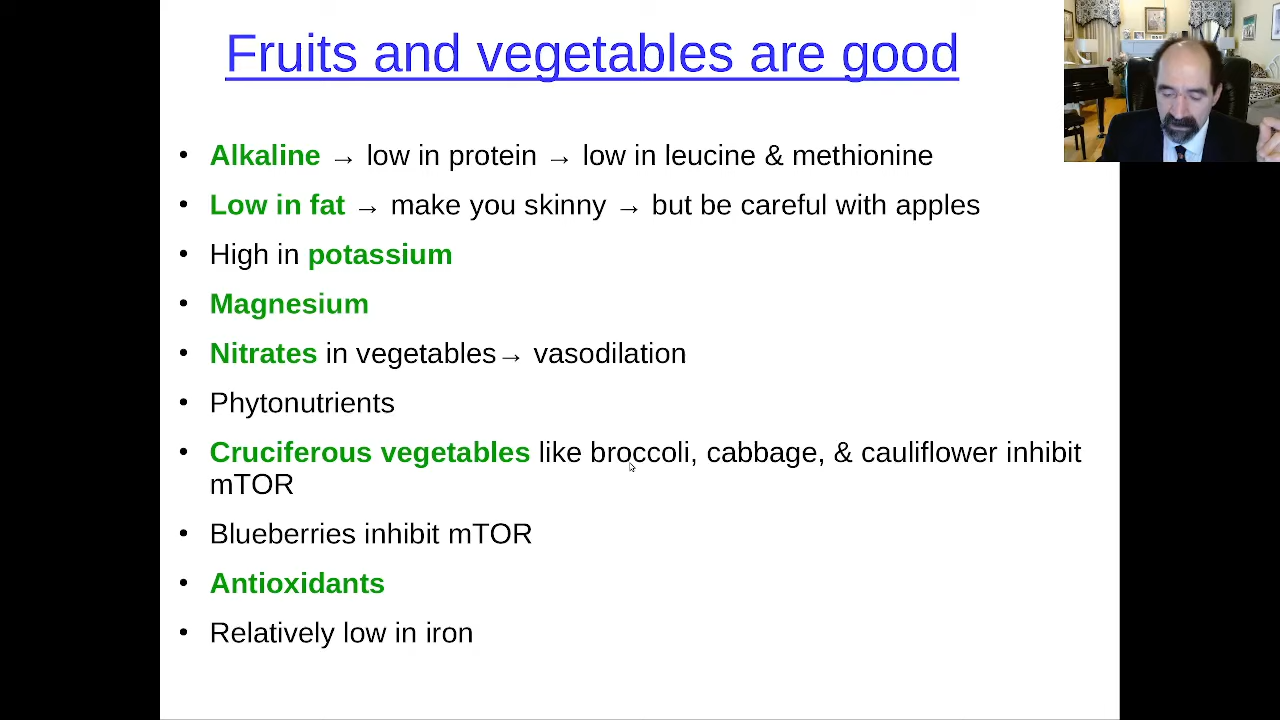 Fruits and vegetables are good
• Alkaline → low in protein → low in leucine & methionine
• Low in fat → make you skinny → but be careful with apples
• High in potassium
• Magnesium
• Nitrates in vegetables→ vasodilation
• Phytonutrients
• Cruciferous vegetables like broccoli, cabbage, & cauliflower inhibit
mTOR
• Blueberries inhibit mTOR
• Antioxidants
• Relatively low in iron